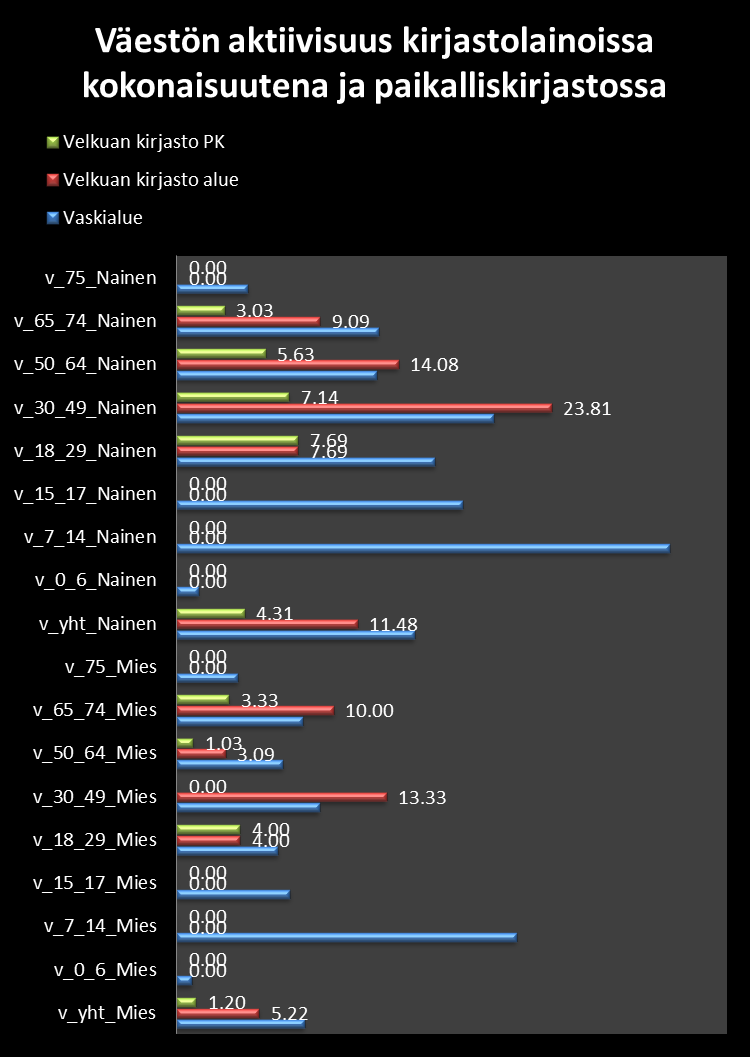 Väestön aktiivisuus kirjastolainoissa
kokonaisuutena ja paikalliskirjastossa
Velkuan kirjasto PK
Velkuan kirjasto alue
Vaskialue
v_75_Nainen
0.00
0.00
v_65_74_Nainen
3.03
9.09
v_50_64_Nainen
5.63
14.08
v_30_49_Nainen
7.14
23.81
v_18_29_Nainen
7.69
7.69
v_15_17_Nainen
0.00
0.00
v_7_14_Nainen
0.00
0.00
v_0_6_Nainen
0.00
0.00
v_yht_Nainen
4.31
11.48
v_75_Mies
0.00
0.00
v_65_74_Mies
3.33
10.00
v_50_64_Mies
1.03
3.09
v_30_49_Mies
0.00
13.33
v_18_29_Mies
4.00
4.00
v_15_17_Mies
0.00
0.00
v_7_14_Mies
0.00
0.00
v_0_6_Mies
0.00
0.00
v_yht_Mies
1.20
5.22